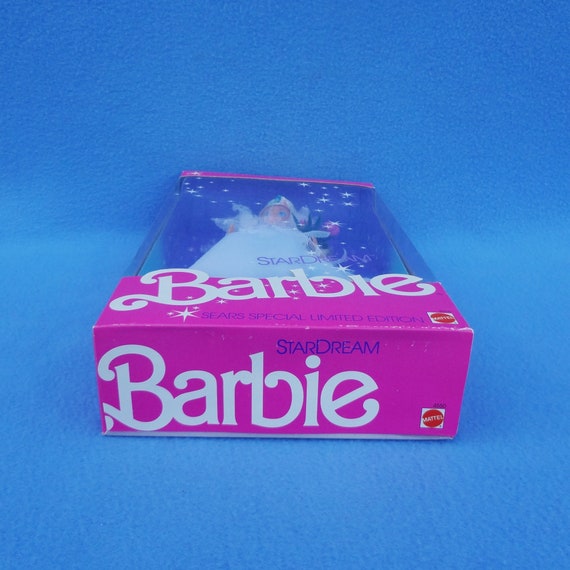 STARDREAM
Barbie
SEARS SPECIAL LIMITED EDITION
MATTEL
STARDREAM
Barbie
MATTEL